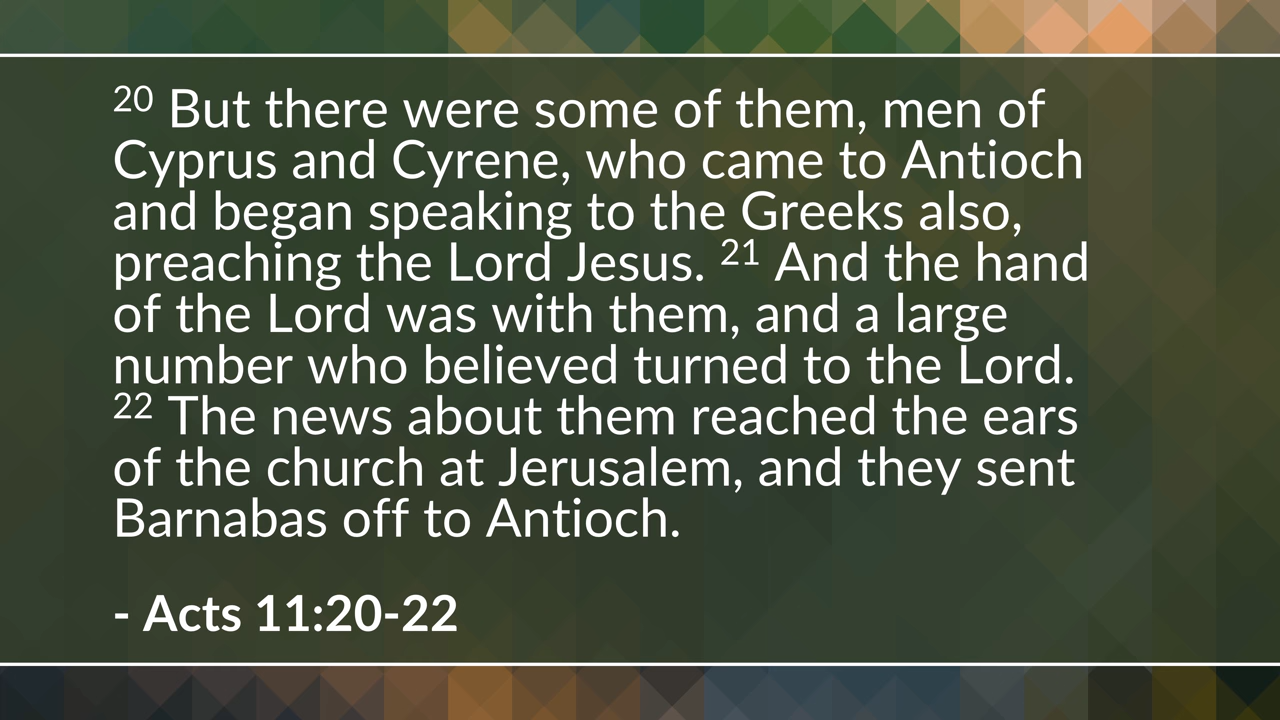 20 But there were some of them, men of
Cyprus and Cyrene, who came to Antioch
and began speaking to the Greeks also,
preaching the Lord Jesus. 21 And the hand
of the Lord was with them, and a large
number who believed turned to the Lord.
22 The news about them reached the ears
of the church at Jerusalem, and they sent
Barnabas off to Antioch.
- Acts 11:20-22